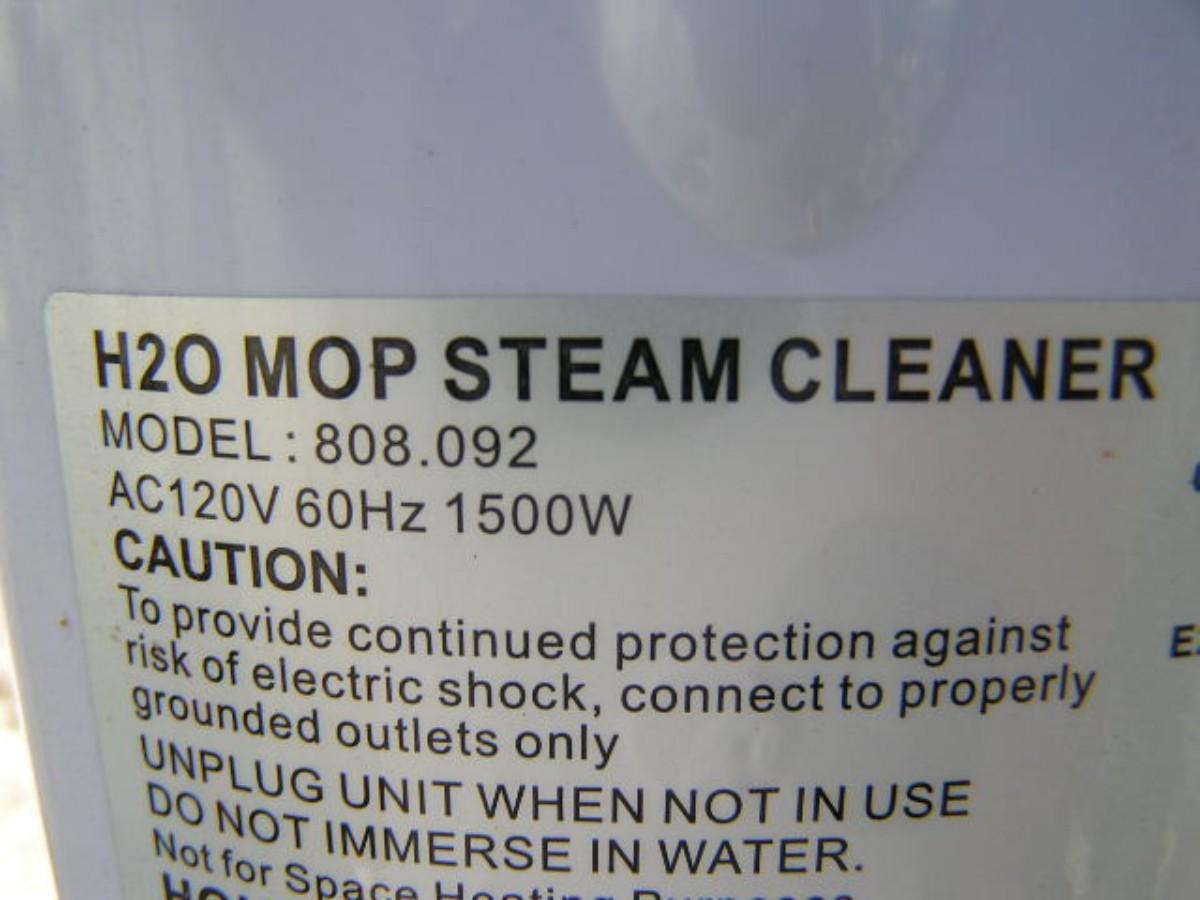 H2O MOP STEAM CLEANER
MODEL : 808.092
AC120V 60Hz 1500W
CAUTION:
To provide continued protection against
risk of electric shock, connect to properly
grounded outlets only
UNPLUG UNIT WHEN NOT IN USE
DO NOT IMMERSE IN WATER.
Not for Space Heating Purposes